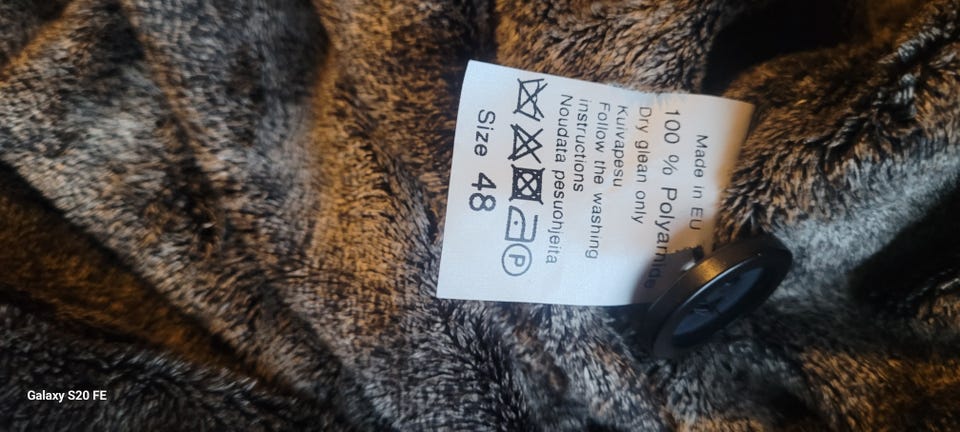 Made in EU
100 % Polyamide
Dry glean only
Kuivapesu
Follow the washing
instructions
Noudata pesuohjeita
P
Size 48
Galaxy S20 FE